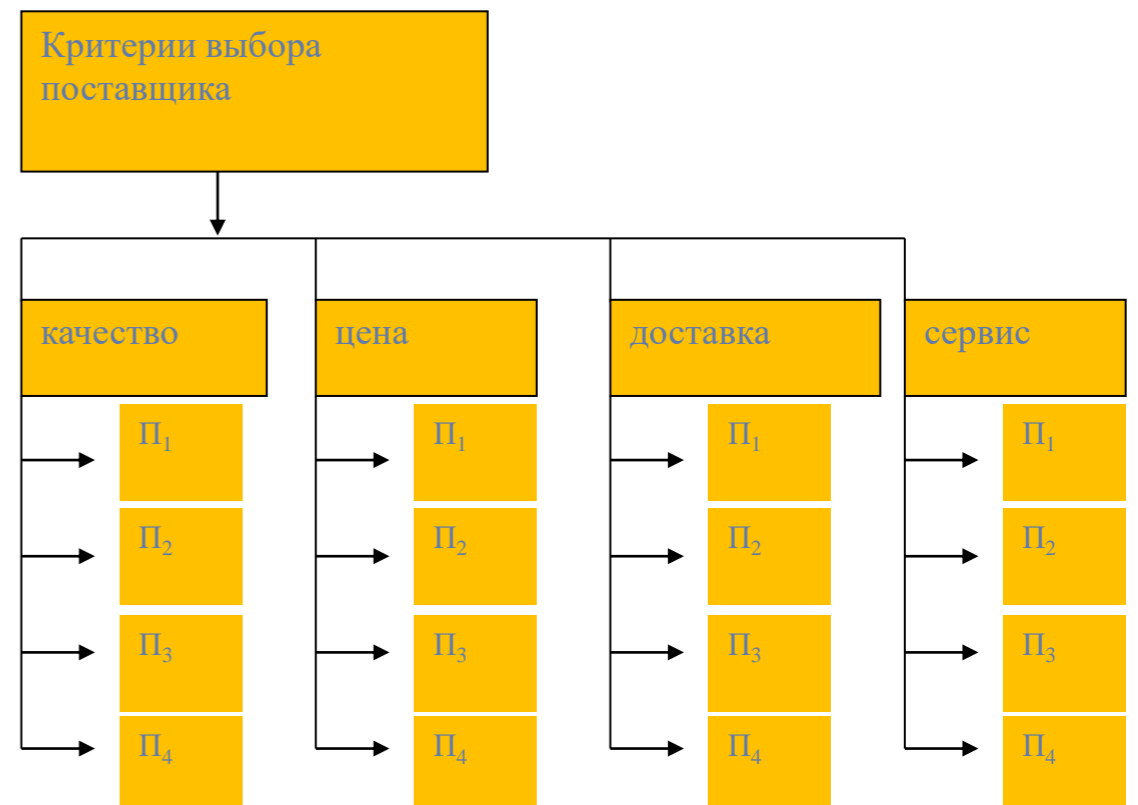 Критерии выбора
поставщика
качество
цена
доставка
сервис
П₁
П₁
П₁
П₁
П₂
П₂
П₂
П₂
П₃
П₃
П₃
П₃
П₄
П₄
П₄
П₄